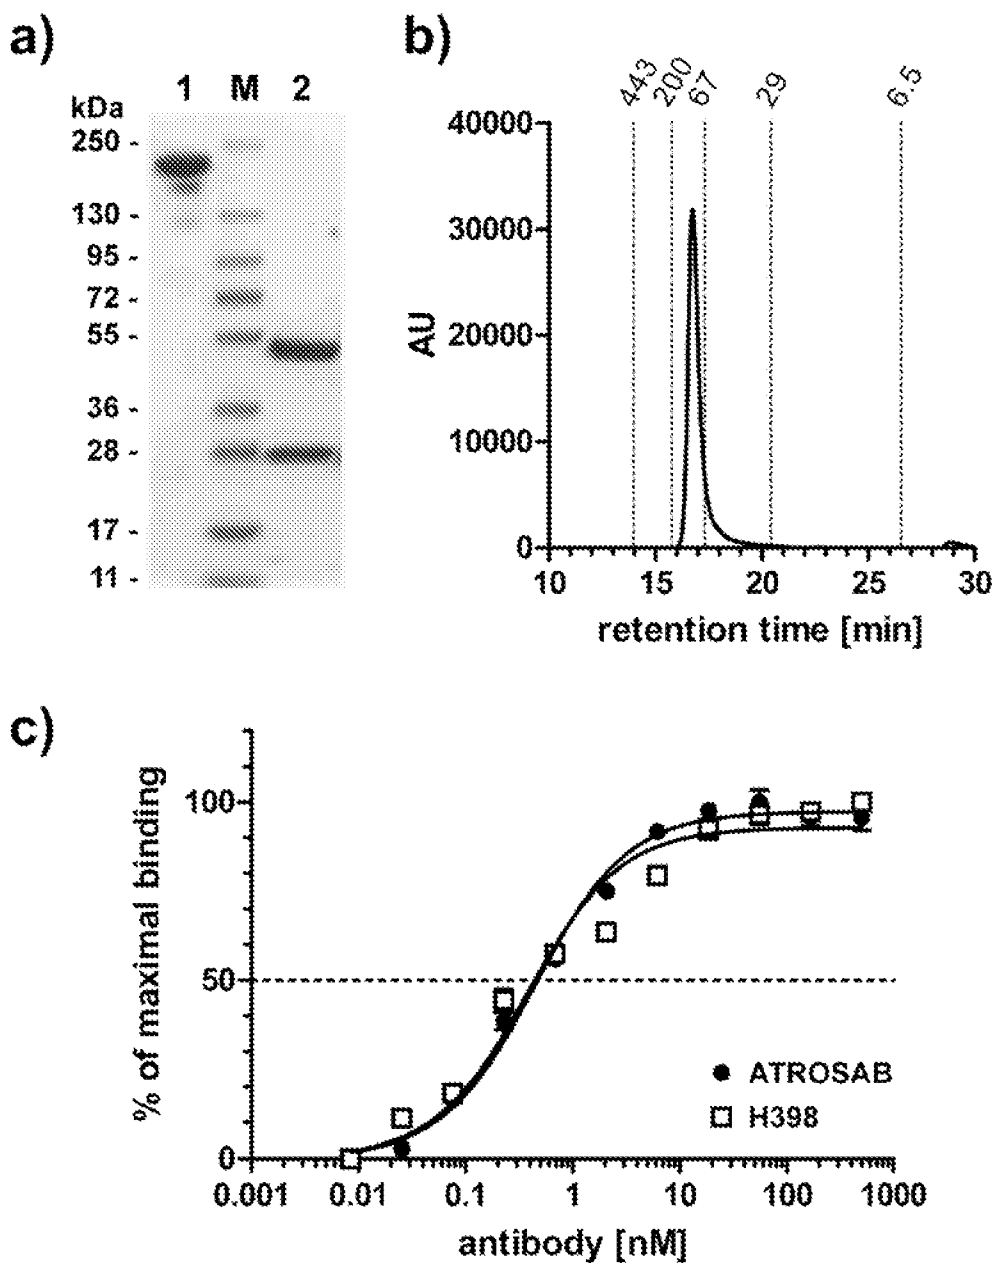 a)
1 M 2
kDa
250 -
130 -
95 -
72 -
55 -
36 -
28 -
17 -
11 -
b)
443 200 67 29 6.5
40000
30000
20000
10000
0
AU
10 15 20 25 30
retention time [min]
c)
100
50
0
% of maximal binding
ATROSAB
H398
0.001 0.01 0.1 1 10 100 1000
antibody [nM]